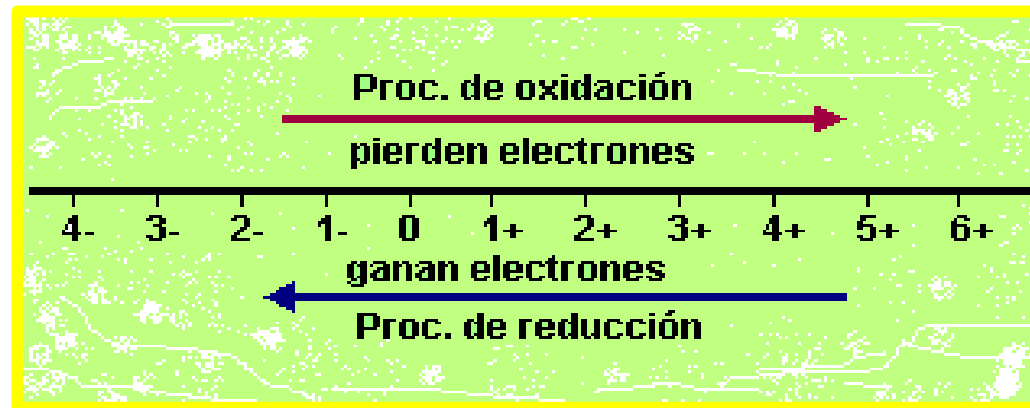 Proc. de oxidación
pierden electrones
4- 3- 2- 1- 0 1+ 2+ 3+ 4+ 5+ 6+
ganan electrones
Proc. de reducción